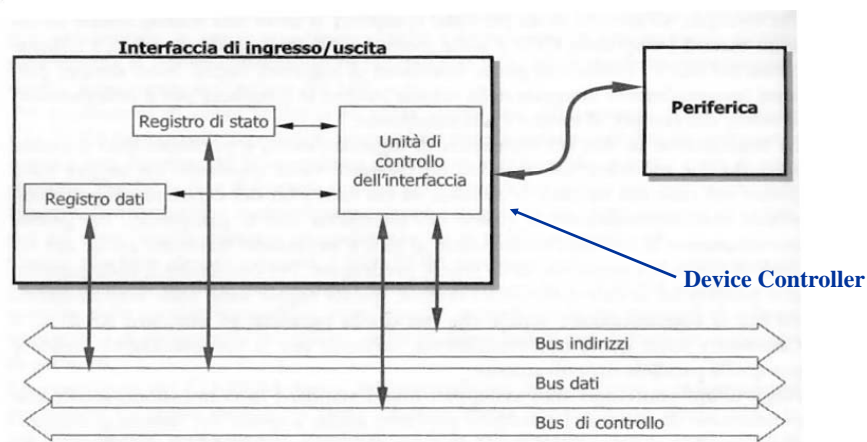 Interfaccia di ingresso/uscita
Registro di stato
Unità di
controllo
dell'interfaccia
Registro dati
Periferica
Device Controller
Bus indirizzi
Bus dati
Bus di controllo